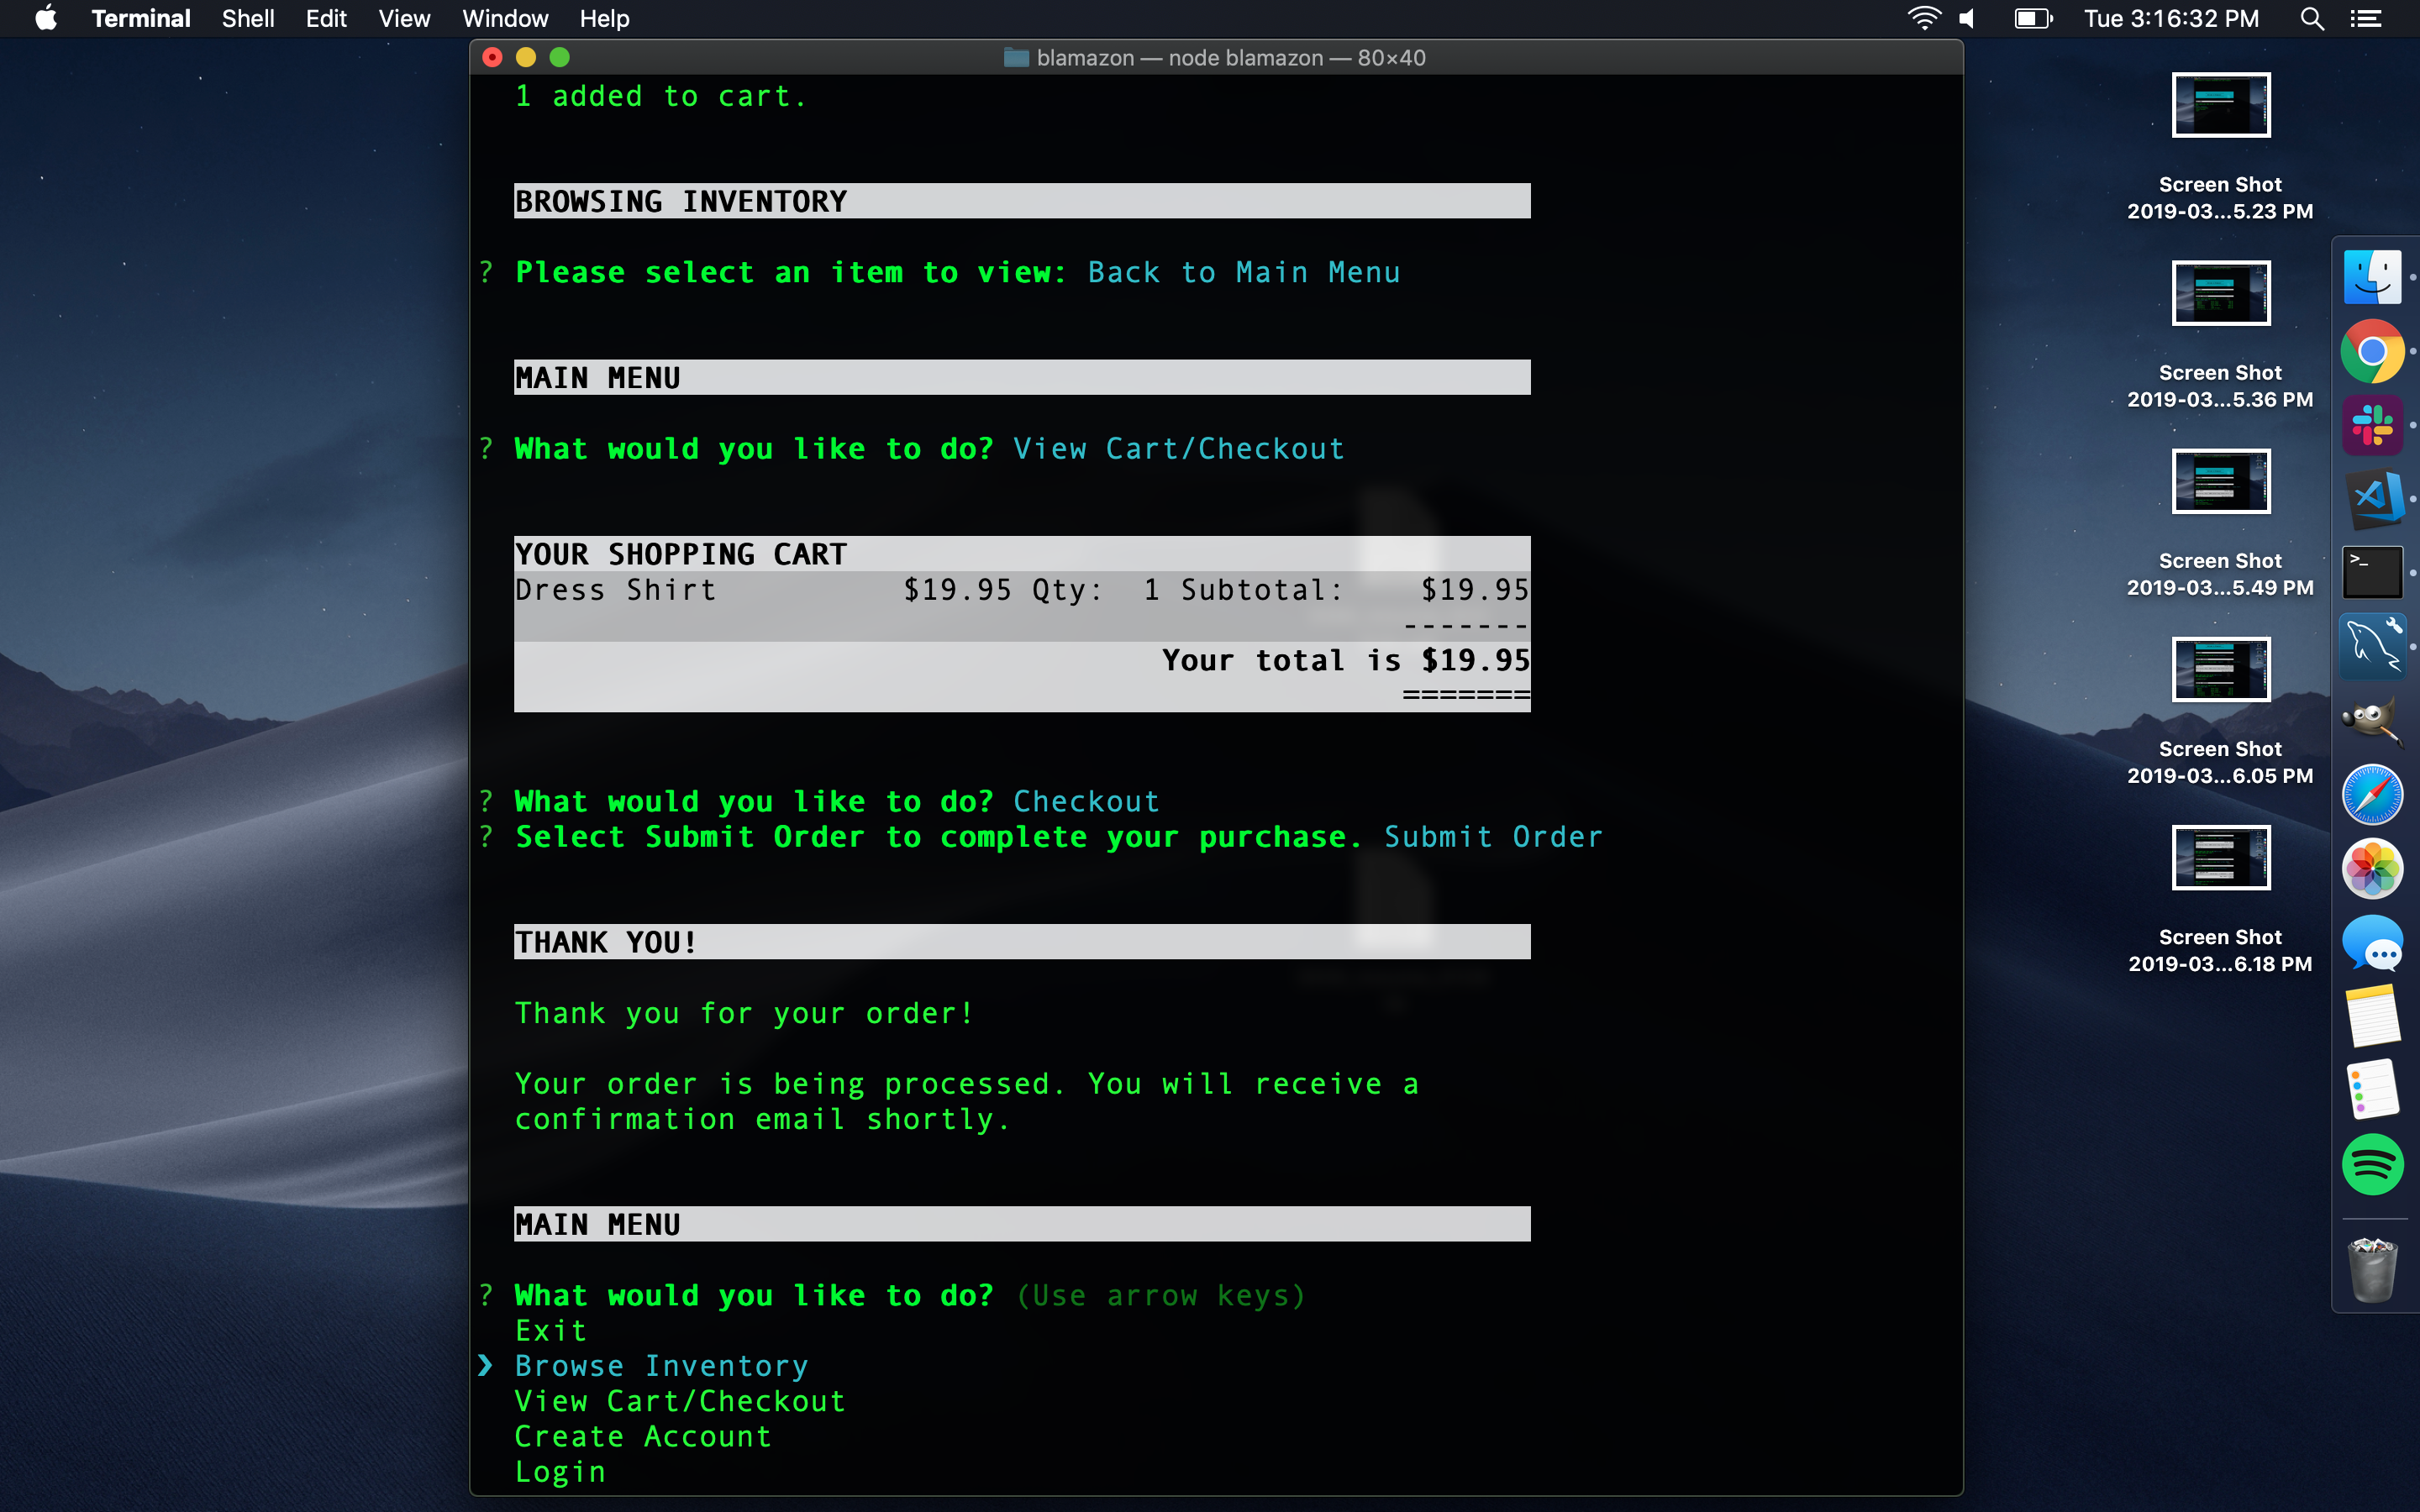 Terminal Shell Edit View Window Help Tue 3:16:32 PM
blamazon — node blamazon — 80×40
1 added to cart.
BROWSING INVENTORY
? Please select an item to view: Back to Main Menu
MAIN MENU
? What would you like to do? View Cart/Checkout
YOUR SHOPPING CART
Dress Shirt $19.95 Qty: 1 Subtotal: $19.95
-------
Your total is $19.95
=======
? What would you like to do? Checkout
? Select Submit Order to complete your purchase. Submit Order
THANK YOU!
Thank you for your order!
Your order is being processed. You will receive a
confirmation email shortly.
MAIN MENU
? What would you like to do? (Use arrow keys)
Exit
❯ Browse Inventory
View Cart/Checkout
Create Account
Login
Screen Shot
2019-03...5.23 PM
Screen Shot
2019-03...5.36 PM
Screen Shot
2019-03...5.49 PM
Screen Shot
2019-03...6.05 PM
Screen Shot
2019-03...6.18 PM
>_